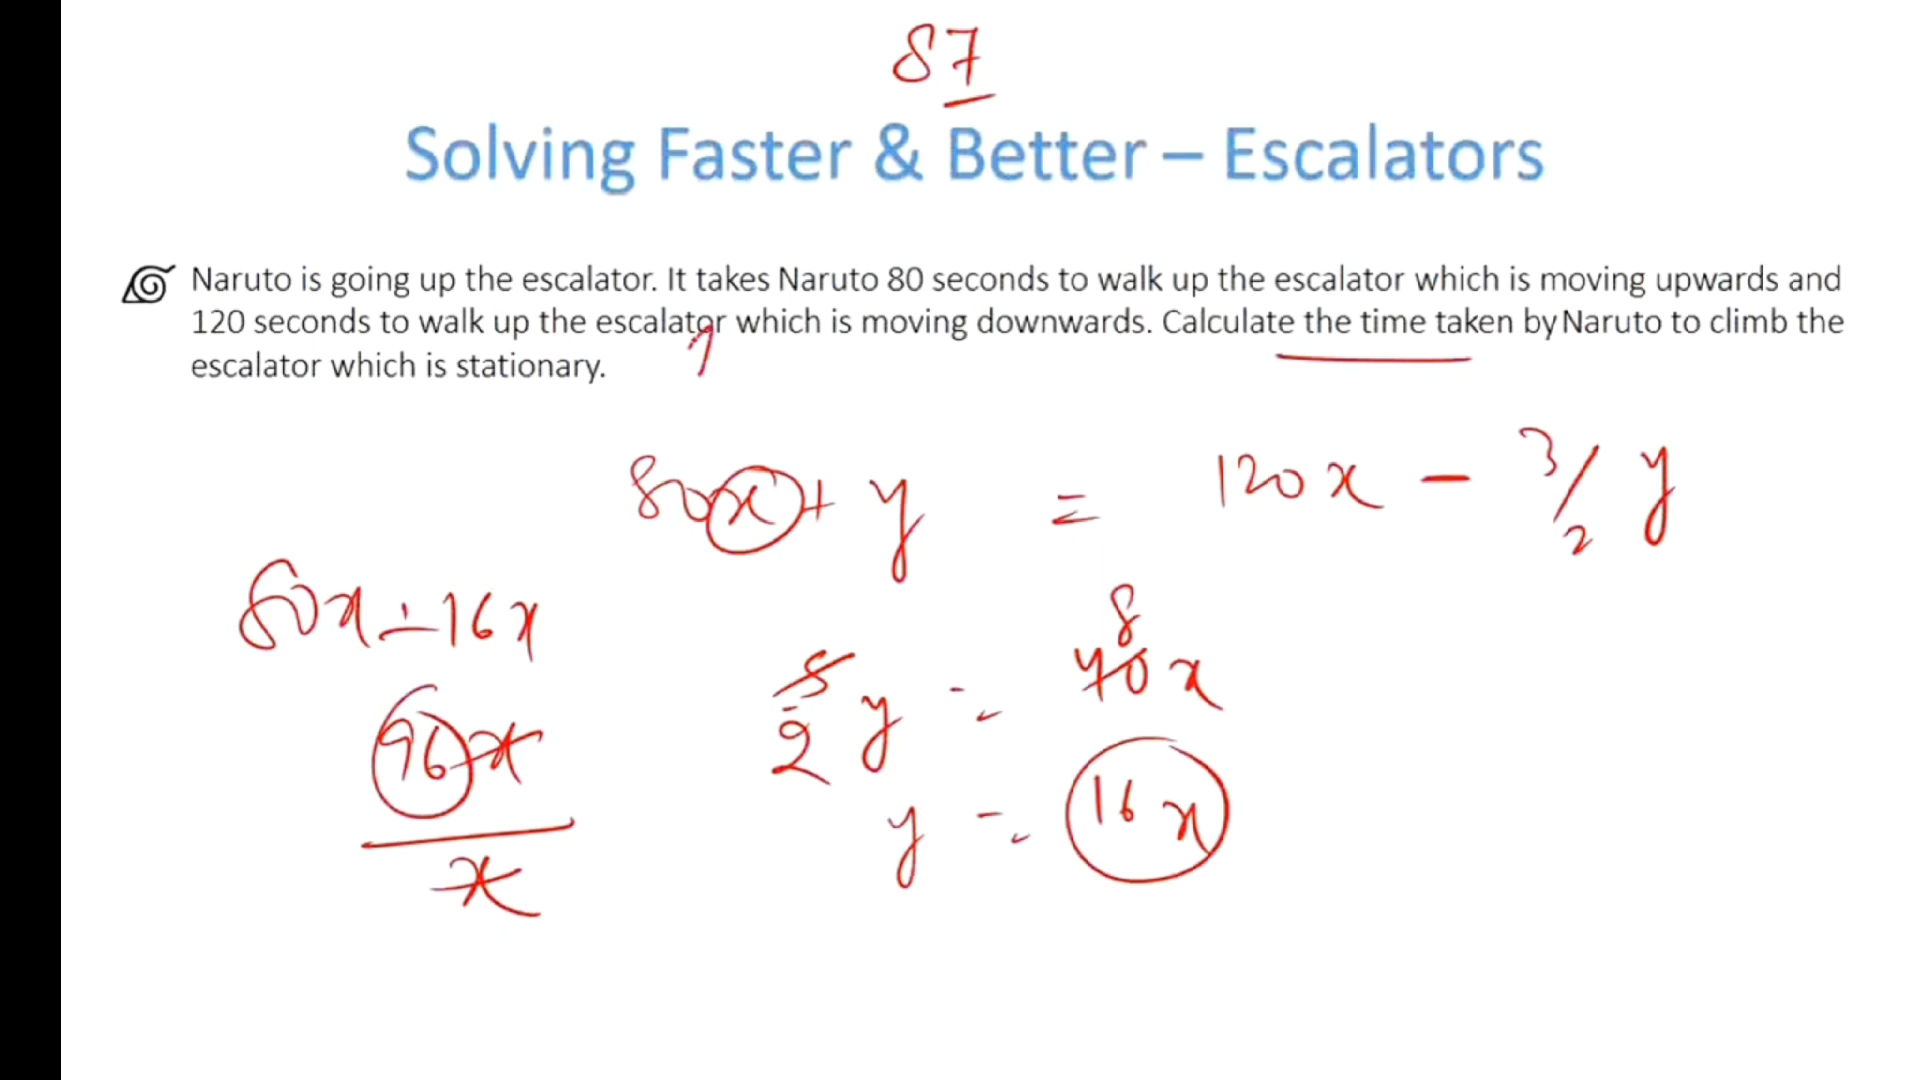 87
Solving Faster & Better – Escalators
Naruto is going up the escalator. It takes Naruto 80 seconds to walk up the escalator which is moving upwards and
120 seconds to walk up the escalator which is moving downwards. Calculate the time taken by Naruto to climb the
escalator which is stationary.
80x + y = 120x - 3/2 y
80x + 16x
5/2 y = 40x
8
96x
x
y = 16x